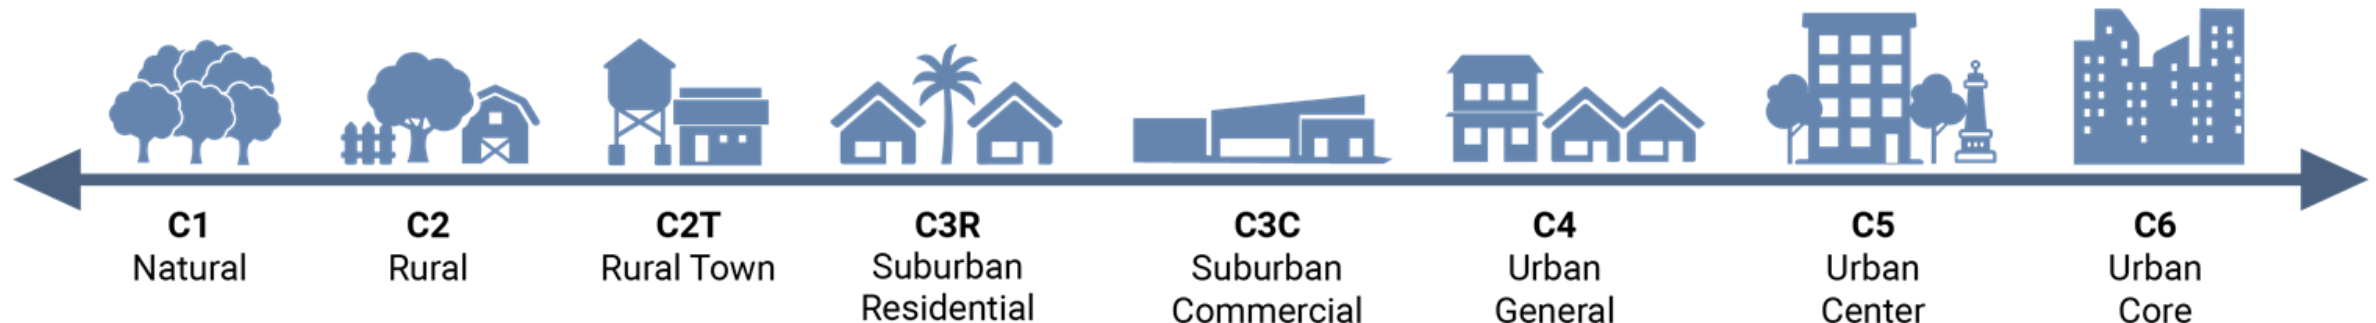 C1
Natural
C2
Rural
C2T
Rural Town
C3R
Suburban
Residential
C3C
Suburban
Commercial
C4
Urban
General
C5
Urban
Center
C6
Urban
Core